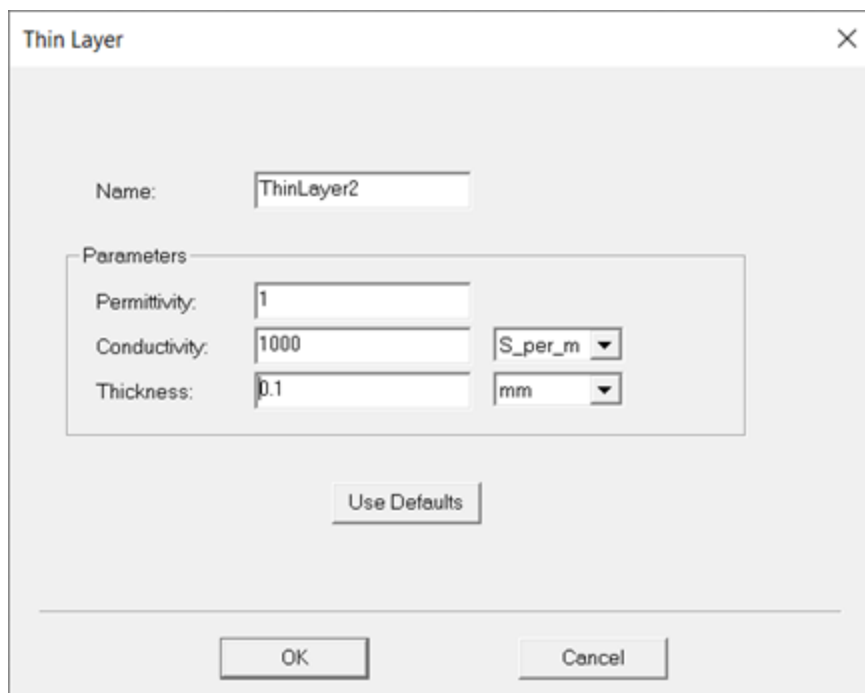 Thin Layer
Name: ThinLayer2
Parameters
Permittivity: 1
Conductivity: 1000 S_per_m
Thickness: 0.1 mm
Use Defaults
OK Cancel